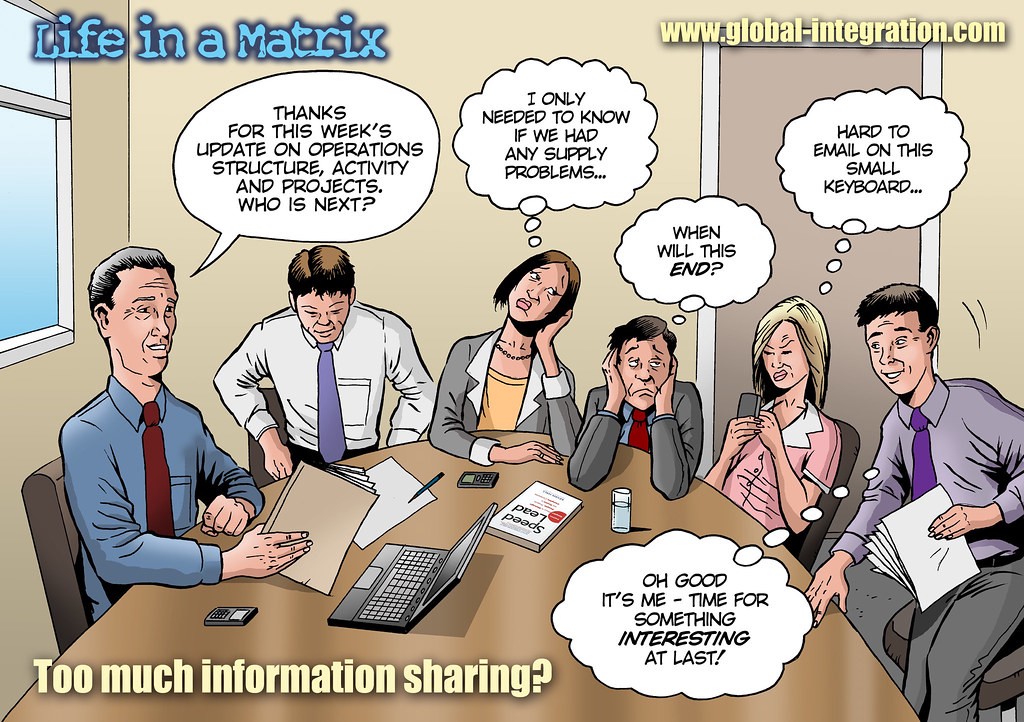 Life in a Matrix
www.global-integration.com
THANKS
FOR THIS WEEK'S
UPDATE ON OPERATIONS
STRUCTURE, ACTIVITY
AND PROJECTS.
WHO IS NEXT?
I ONLY
NEEDED TO KNOW
IF WE HAD
ANY SUPPLY
PROBLEMS...
WHEN
WILL THIS
END?
HARD TO
EMAIL ON THIS
SMALL
KEYBOARD...
Speed
Lead
OH GOOD
IT'S ME - TIME FOR
SOMETHING
INTERESTING
AT LAST!
Too much information sharing?